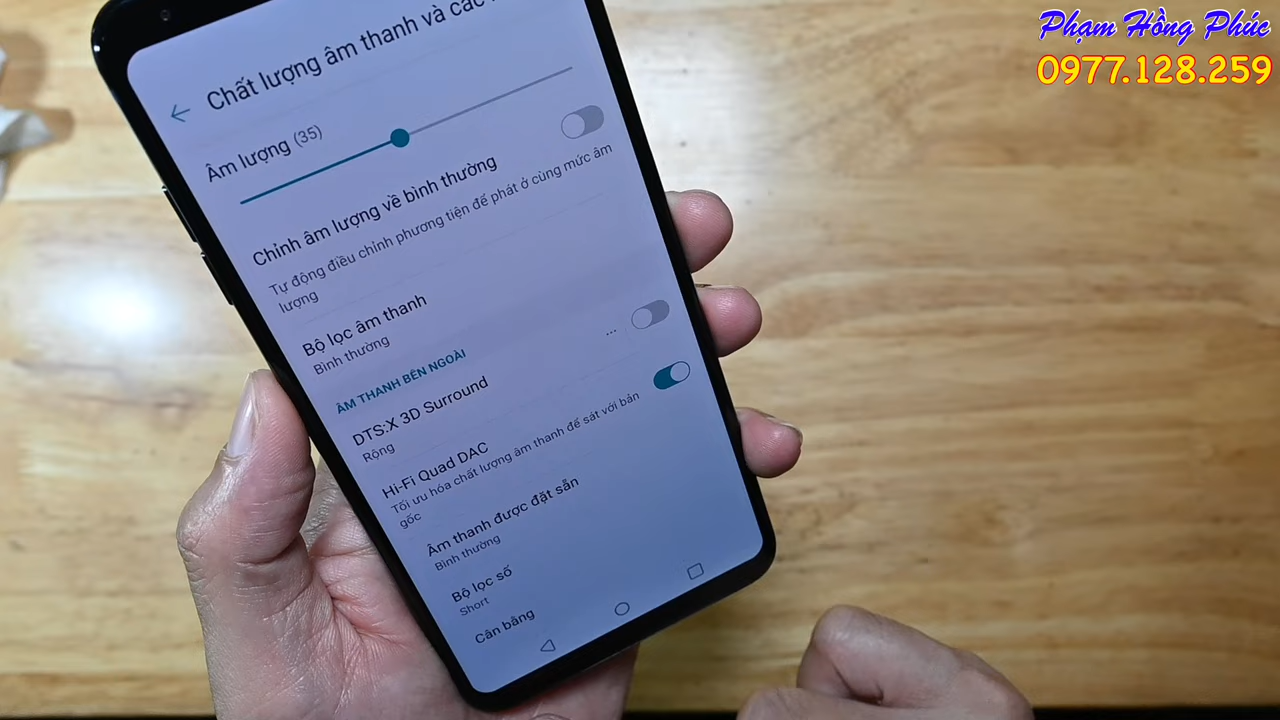 Phạm Hồng Phúc
0977.128.259
Chất lượng âm thanh và các
Âm lượng (35)
Chỉnh âm lượng về bình thường
Tự động điều chỉnh phương tiện để phát ở cùng mức âm
lượng
Bộ lọc âm thanh
Bình thường
ÂM THANH BÊN NGOÀI
DTS:X 3D Surround
Rộng
...
Hi-Fi Quad DAC
Tối ưu hóa chất lượng âm thanh để sát với bản
gốc
Âm thanh được đặt sẵn
Bình thường
Bộ lọc số
Short
Cân bằng